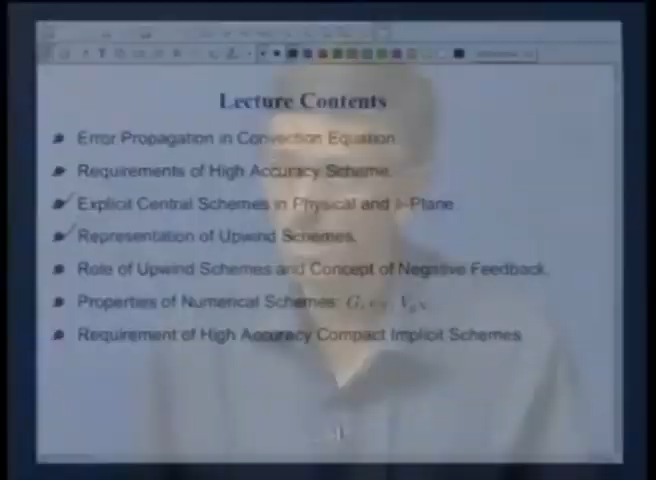 Lecture Contents
Error Propagation in Convection Equation.
Requirements of High Accuracy Scheme.
Explicit Central Schemes in Physical and k-Plane
Representation of Upwind Schemes.
Role of Upwind Schemes and Concept of Negative Feedback.
Properties of Numerical Schemes:
Requirement of High Accuracy Compact Implicit Schemes